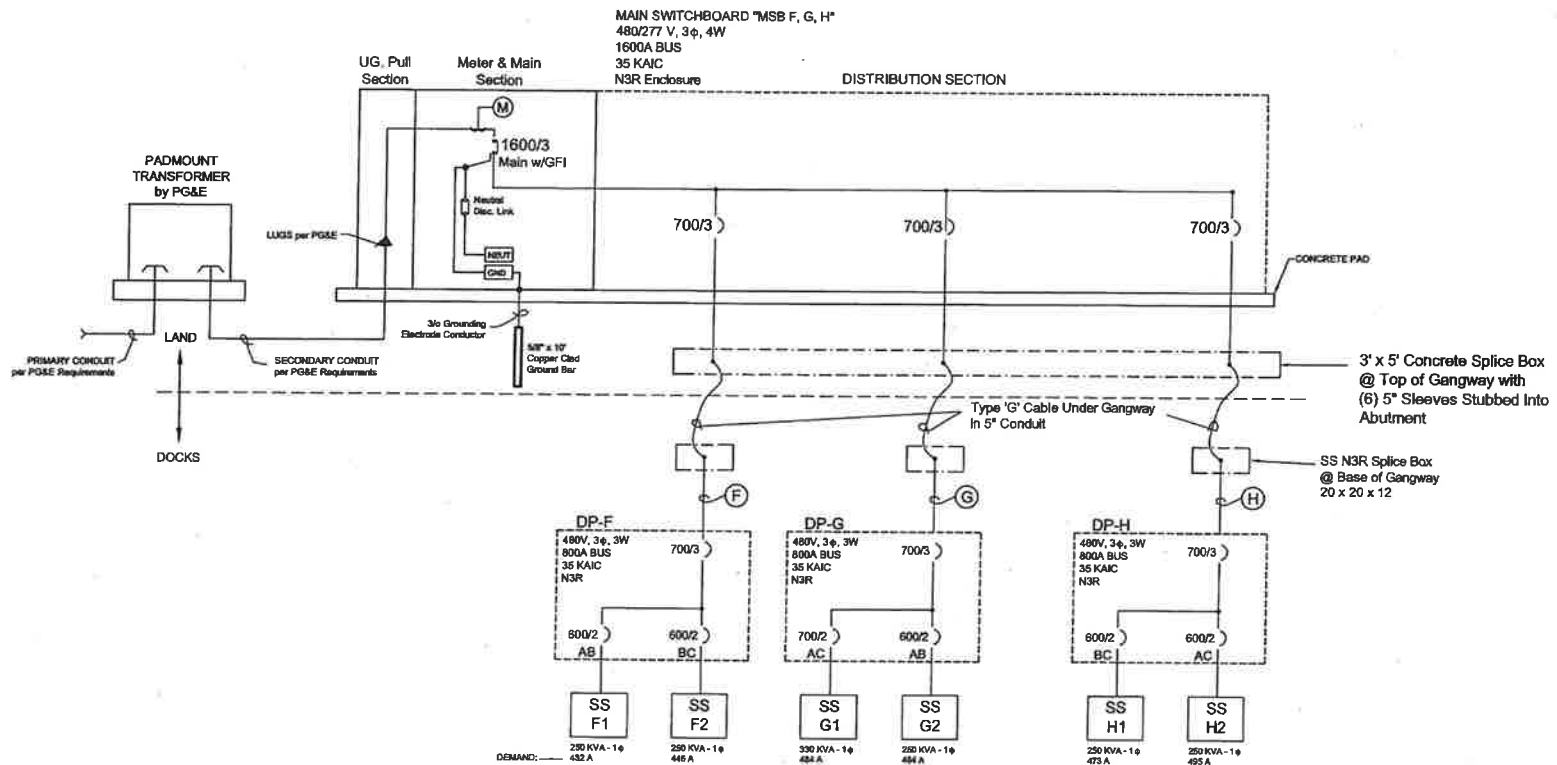 MAIN SWITCHBOARD "MSB F, G, H"
480/277 V, 3ϕ, 4W
1600A BUS
35 KAIC
N3R Enclosure
UG. Pull
Section
Meter & Main
Section
DISTRIBUTION SECTION
M
1600/3
Main w/GFI
PADMOUNT
TRANSFORMER
by PG&E
Neutral
Disc. Link
LUGS per PG&E
NEUT
GND
700/3
700/3
700/3
CONCRETE PAD
3/o Grounding
Electrode Conductor
5/8" x 10'
Copper Clad
Ground Bar
LAND
PRIMARY CONDUIT
per PG&E Requirements
SECONDARY CONDUIT
per PG&E Requirements
DOCKS
3' x 5' Concrete Splice Box
@ Top of Gangway with
(6) 5" Sleeves Stubbed Into
Abutment
Type 'G' Cable Under Gangway
In 5" Conduit
SS N3R Splice Box
@ Base of Gangway
20 x 20 x 12
F
G
H
DP-F
480V, 3ϕ, 3W
800A BUS
35 KAIC
N3R
700/3
600/2
AB
600/2
BC
DP-G
480V, 3ϕ, 3W
800A BUS
35 KAIC
N3R
700/3
700/2
AC
600/2
AB
DP-H
480V, 3ϕ, 3W
800A BUS
35 KAIC
N3R
700/3
600/2
BC
600/2
AC
SS
F1
SS
F2
SS
G1
SS
G2
SS
H1
SS
H2
DEMAND:
250 KVA - 1ϕ
432 A
250 KVA - 1ϕ
446 A
330 KVA - 1ϕ
484 A
250 KVA - 1ϕ
484 A
250 KVA - 1ϕ
473 A
250 KVA - 1ϕ
495 A